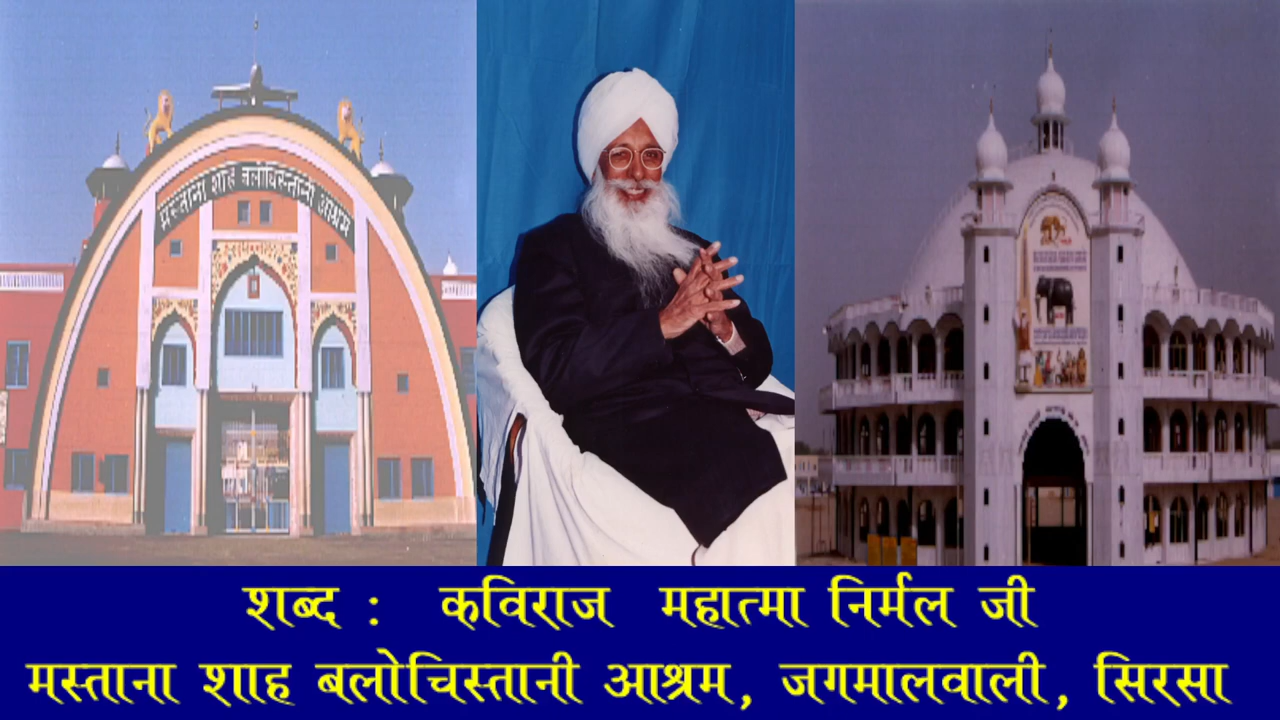 मस्ताना शाह बलोचिस्तानी आश्रम
शब्द : कविराज महात्मा निर्मल जी
मस्ताना शाह बलोचिस्तानी आश्रम, जगमालवाली, सिरसा